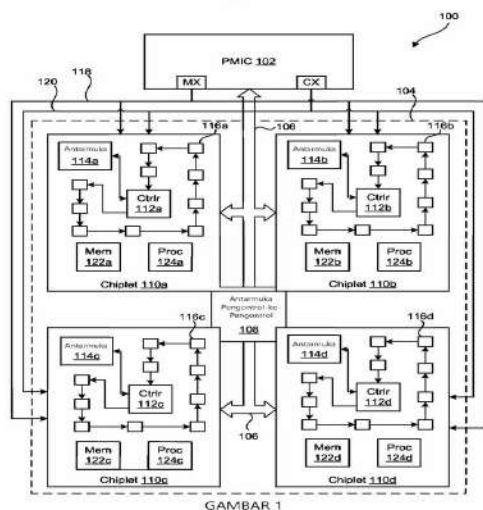 100
PMIC 102
MX
CX
118
120
104
106
116a
116b
Antarmuka
114a
Ctrlr
112a
Mem
122a
Proc
124a
Chiplet 110a
Antarmuka
114b
Ctrlr
112b
Mem
122b
Proc
124b
Chiplet 110b
Antarmuka
Pengontrol-ke
Pengontrol
108
116c
116d
Antarmuka
114c
Ctrlr
112c
Mem
122c
Proc
124c
Chiplet 110c
106
Antarmuka
114d
Ctrlr
112d
Mem
122d
Proc
124d
Chiplet 110d
GAMBAR 1